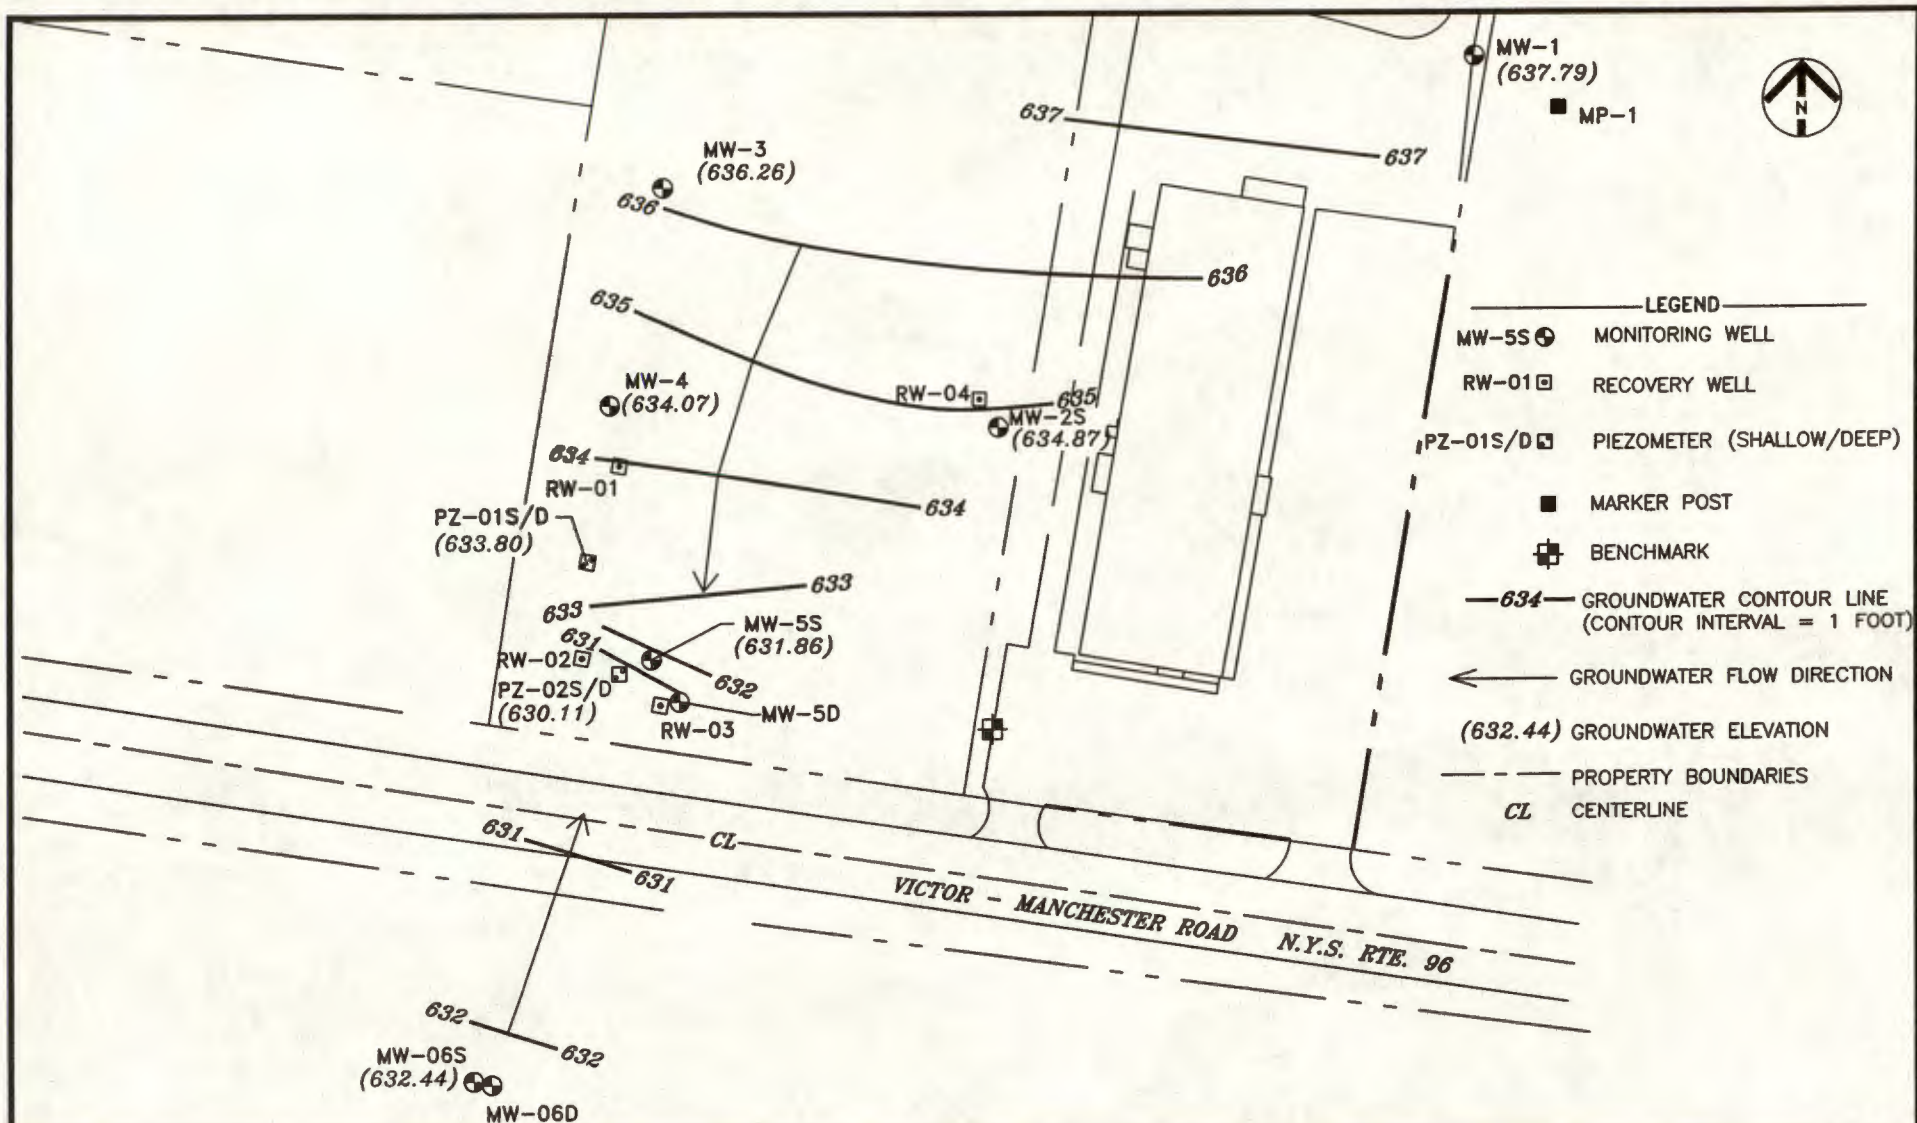 MW-1
(637.79)
MP-1
N
637
637
MW-3
(636.26)
636
636
635
635
RW-04
MW-2S
(634.87)
MW-4
(634.07)
634
634
RW-01
PZ-01S/D
(633.80)
633
633
MW-5S
(631.86)
631
632
RW-02
PZ-02S/D
(630.11)
MW-5D
RW-03
631
631
CL
VICTOR - MANCHESTER ROAD N.Y.S. RTE. 96
632
632
MW-06S
(632.44)
MW-06D
LEGEND
MW-5S MONITORING WELL
RW-01 RECOVERY WELL
PZ-01S/D PIEZOMETER (SHALLOW/DEEP)
MARKER POST
BENCHMARK
634 GROUNDWATER CONTOUR LINE
(CONTOUR INTERVAL = 1 FOOT)
GROUNDWATER FLOW DIRECTION
(632.44) GROUNDWATER ELEVATION
PROPERTY BOUNDARIES
CL CENTERLINE